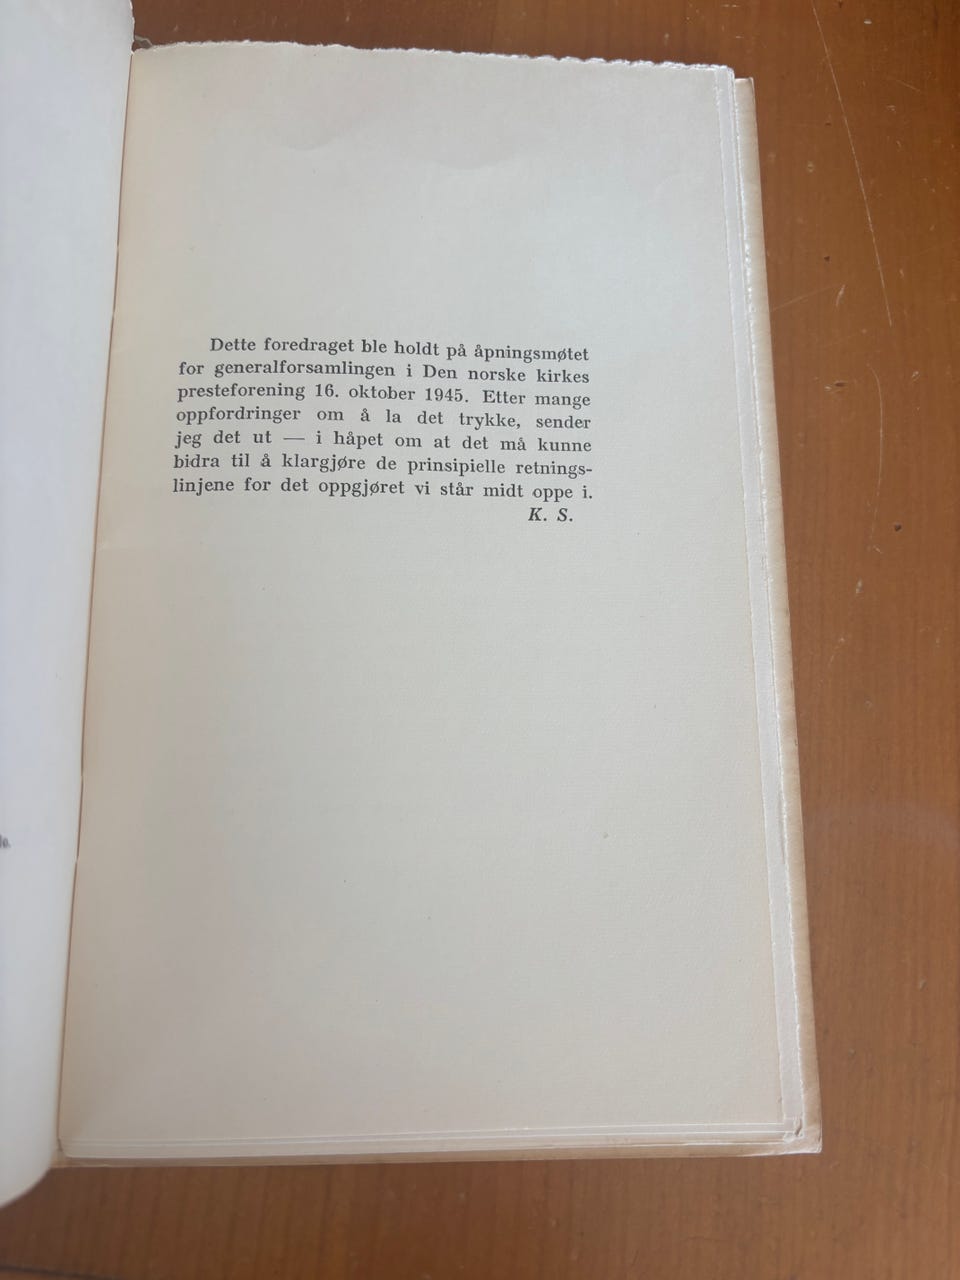 Dette foredraget ble holdt på åpningsmøtet
for generalforsamlingen i Den norske kirkes
presteforening 16. oktober 1945. Etter mange
oppfordringer om å la det trykke, sender
jeg det ut — i håpet om at det må kunne
bidra til å klargjøre de prinsipielle retnings-
linjene for det oppgjøret vi står midt oppe i.
K. S.